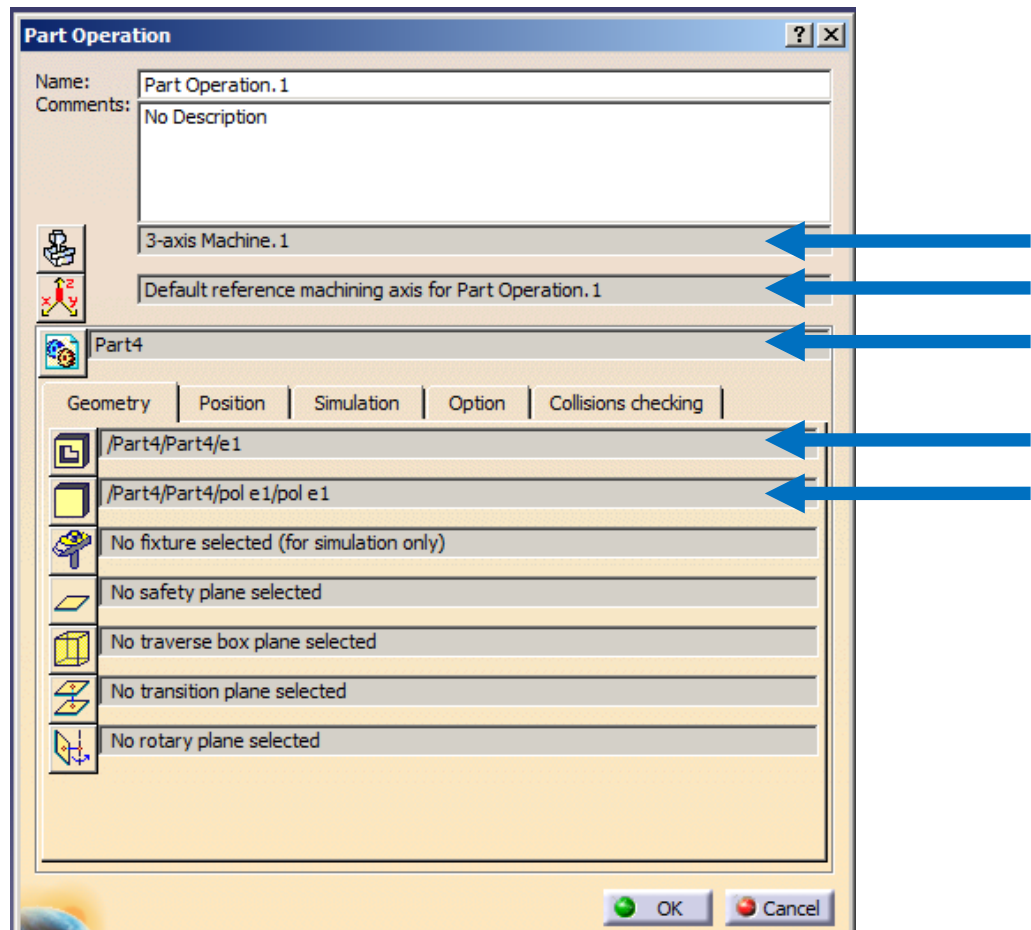 Part Operation
Name:
Part Operation.1
Comments:
No Description
3-axis Machine.1
Default reference machining axis for Part Operation.1
Part4
Geometry Position Simulation Option Collisions checking
/Part4/Part4/e1
/Part4/Part4/pol e1/pol e1
No fixture selected (for simulation only)
No safety plane selected
No traverse box plane selected
No transition plane selected
No rotary plane selected
OK Cancel